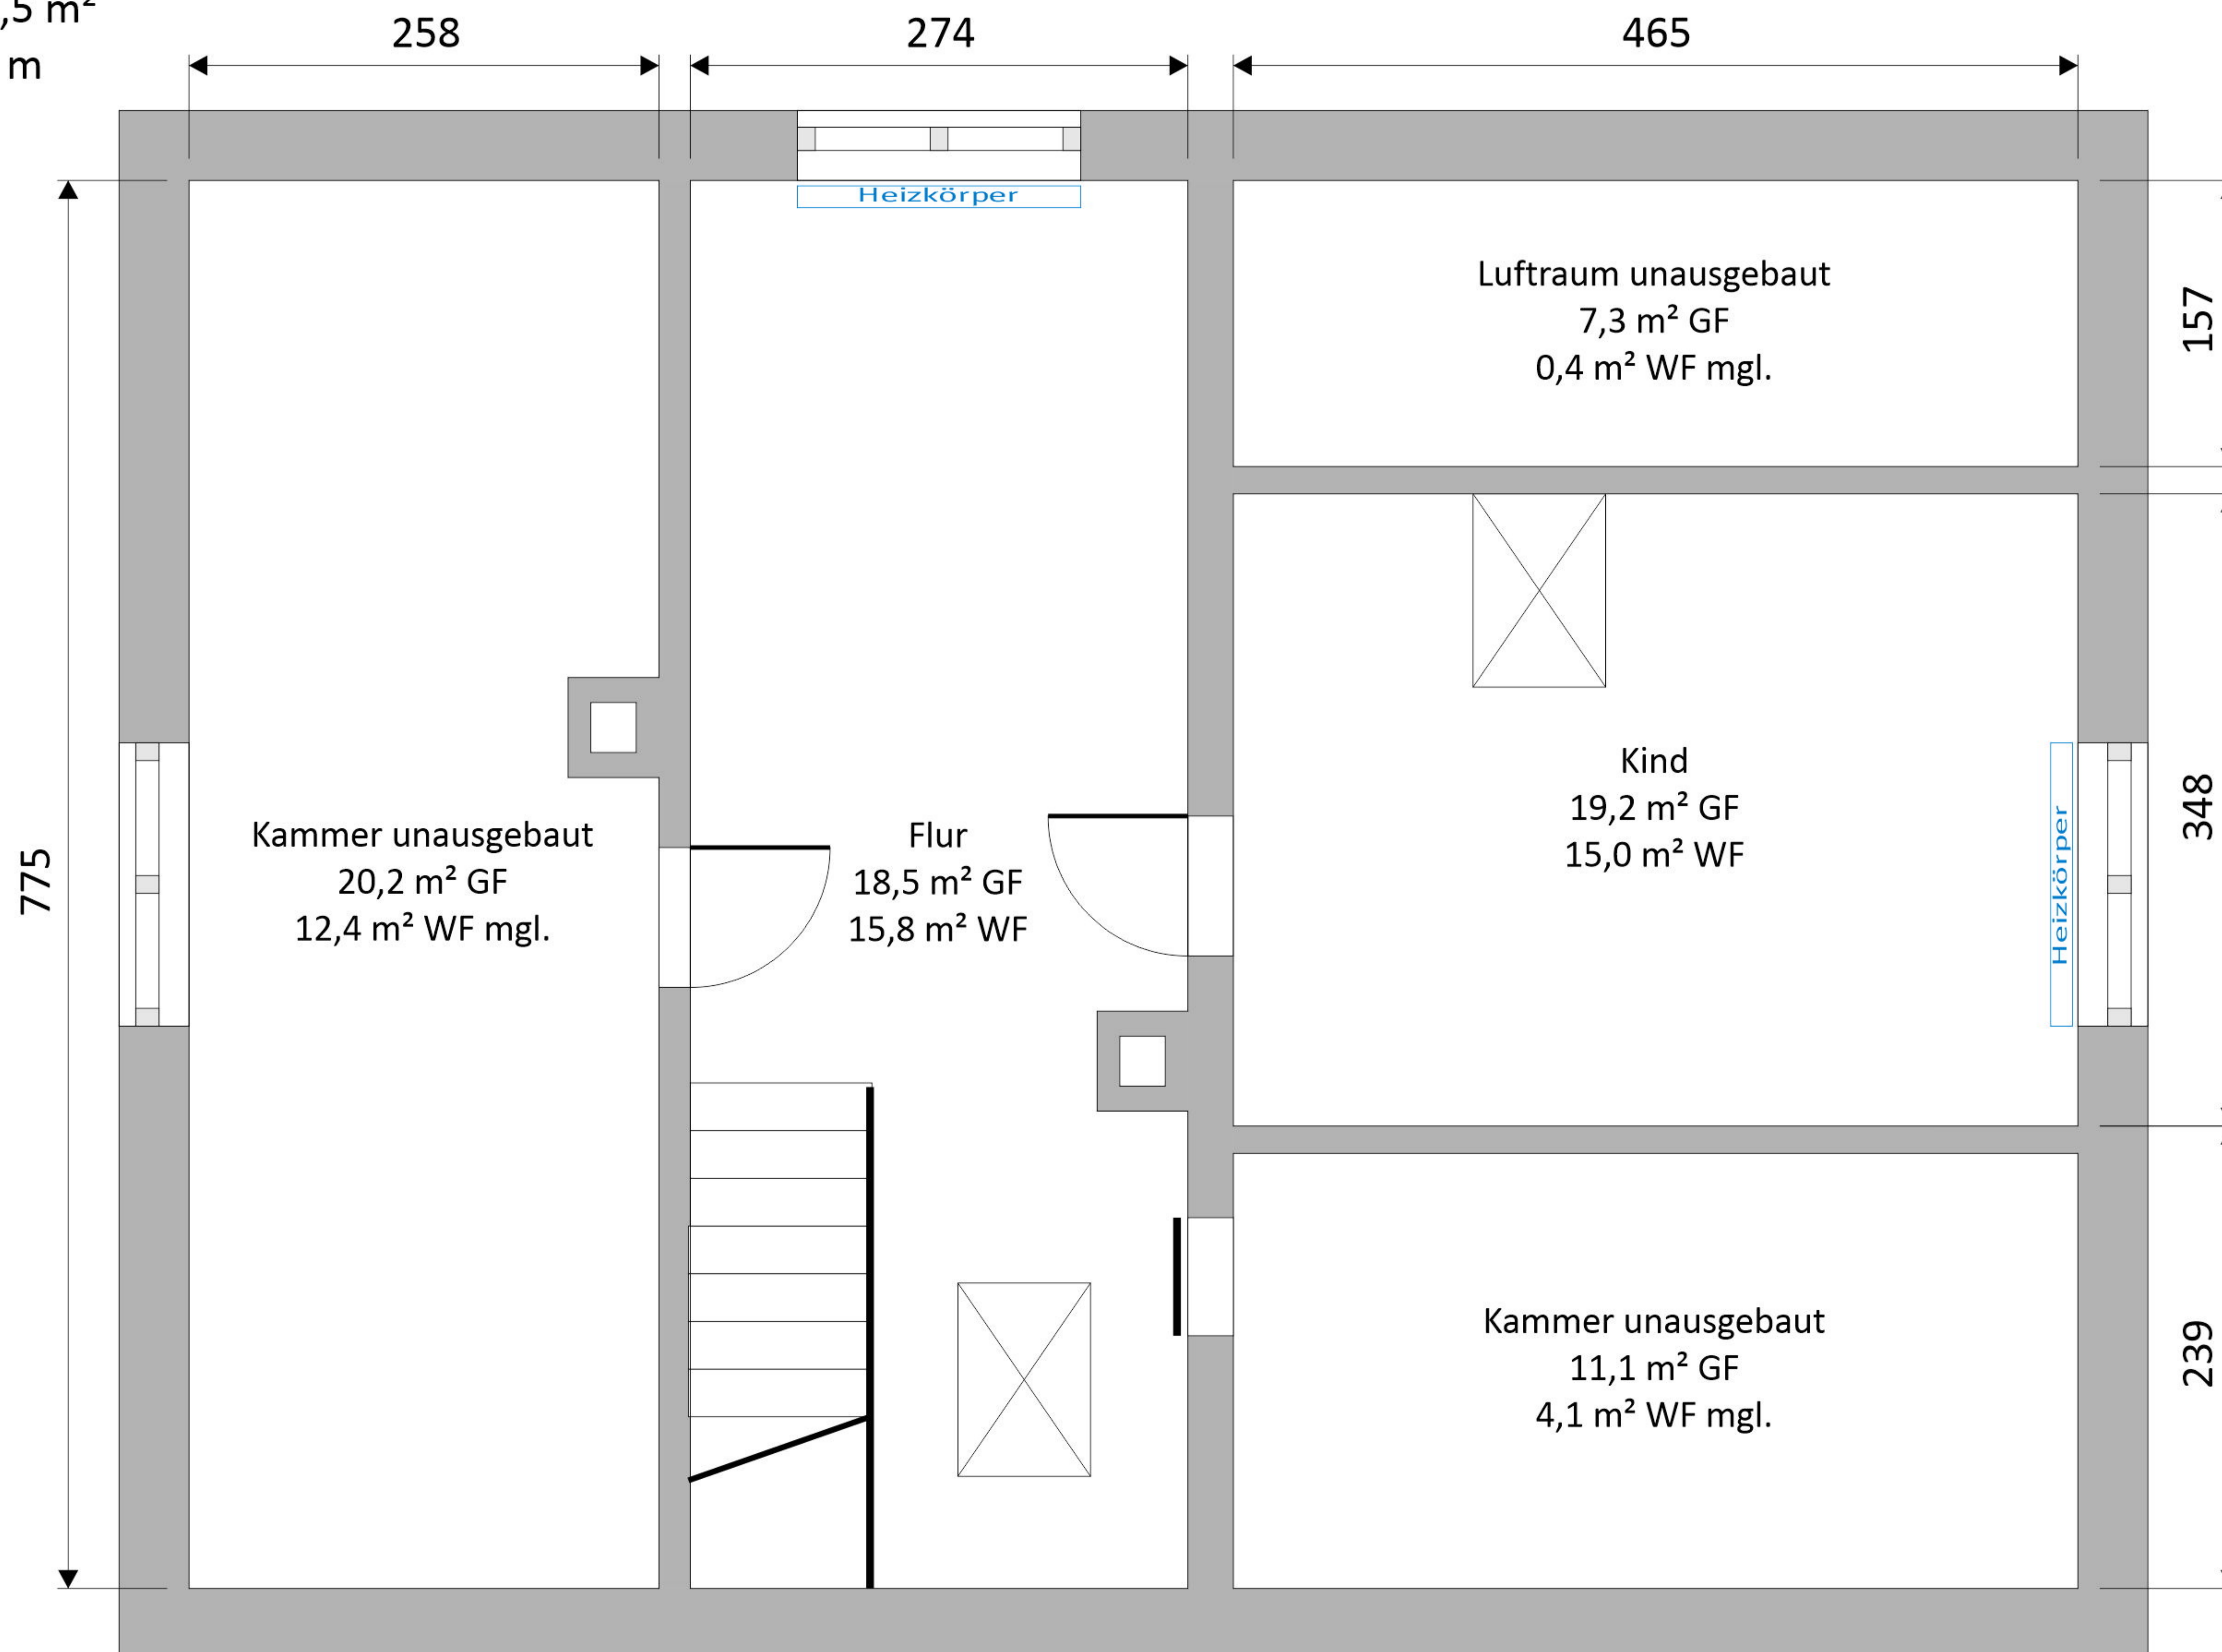 ,5 m²
m
258
274
465
Heizkörper
Luftraum unausgebaut
7,3 m² GF
0,4 m² WF mgl.
157
Kind
19,2 m² GF
15,0 m² WF
Heizkörper
348
Kammer unausgebaut
20,2 m² GF
12,4 m² WF mgl.
775
Flur
18,5 m² GF
15,8 m² WF
Kammer unausgebaut
11,1 m² GF
4,1 m² WF mgl.
239